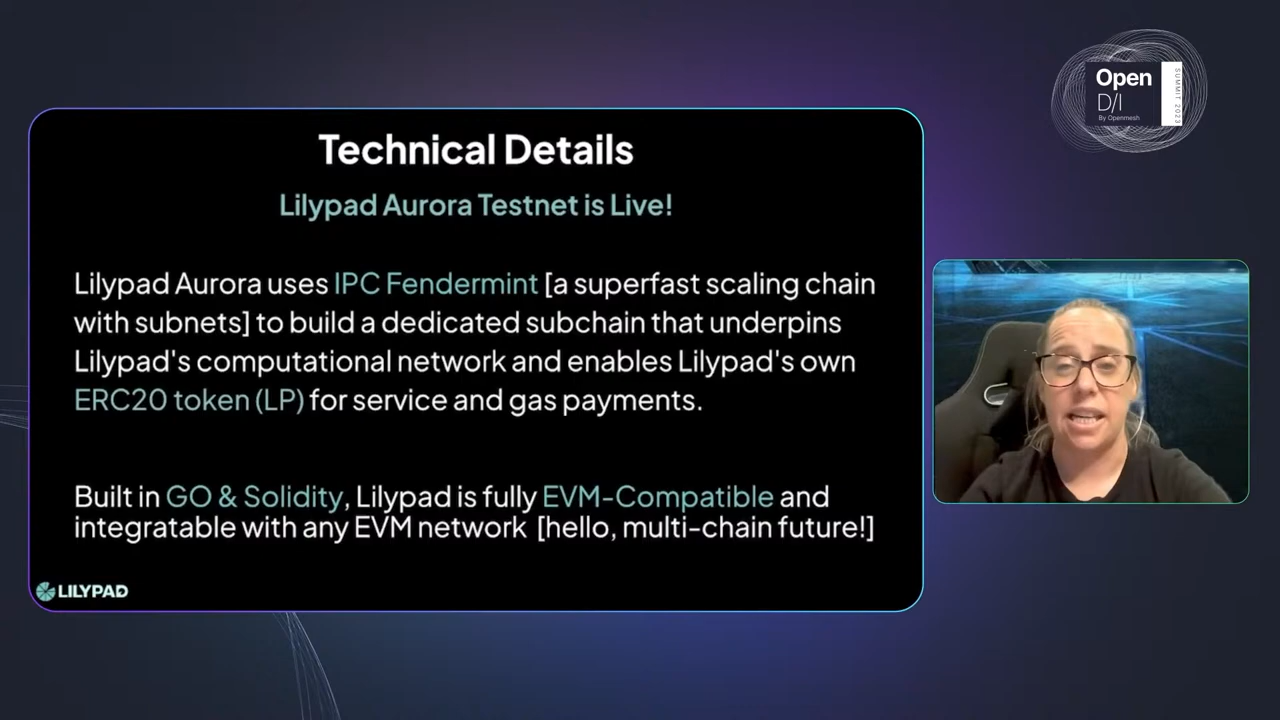 Open
D/I
By Openmesh
SUMMIT 2023
Technical Details
Lilypad Aurora Testnet is Live!
Lilypad Aurora uses IPC Fendermint [a superfast scaling chain
with subnets] to build a dedicated subchain that underpins
Lilypad's computational network and enables Lilypad's own
ERC20 token (LP) for service and gas payments.
Built in GO & Solidity, Lilypad is fully EVM-Compatible and
integratable with any EVM network [hello, multi-chain future!]
LILYPAD